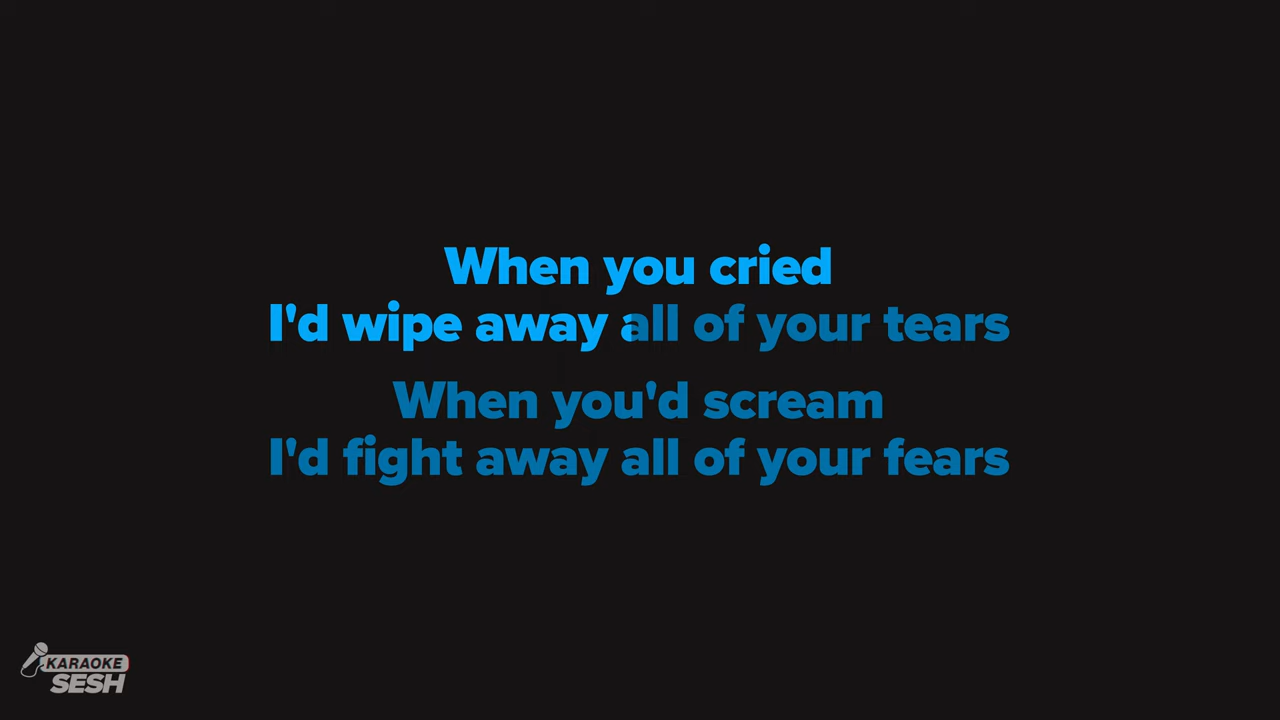 When you cried
I'd wipe away all of your tears
When you'd scream
I'd fight away all of your fears
KARAOKE
SESH